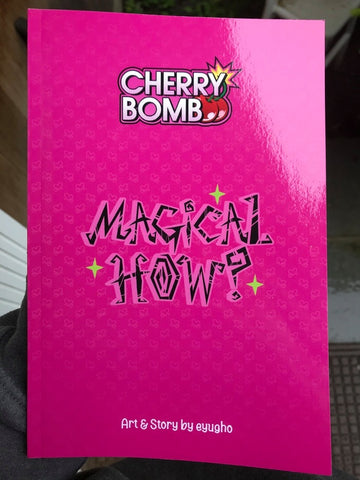 CHERRY
BOMB
MAGICAL
HOW?
Art & Story by eyugho